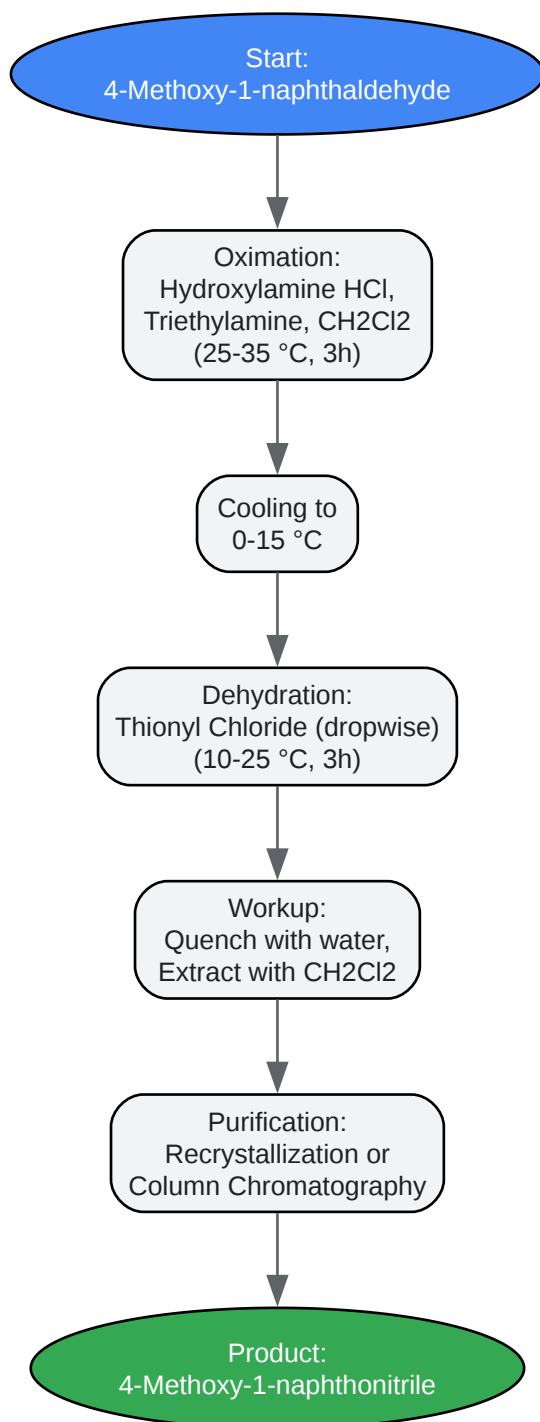 Start:
4-Methoxy-1-naphthaldehyde
Oximation:
Hydroxylamine HCl,
Triethylamine, CH2Cl2
(25-35 °C, 3h)
Cooling to
0-15 °C
Dehydration:
Thionyl Chloride (dropwise)
(10-25 °C, 3h)
Workup:
Quench with water,
Extract with CH2Cl2
Purification:
Recrystallization or
Column Chromatography
Product:
4-Methoxy-1-naphthonitrile